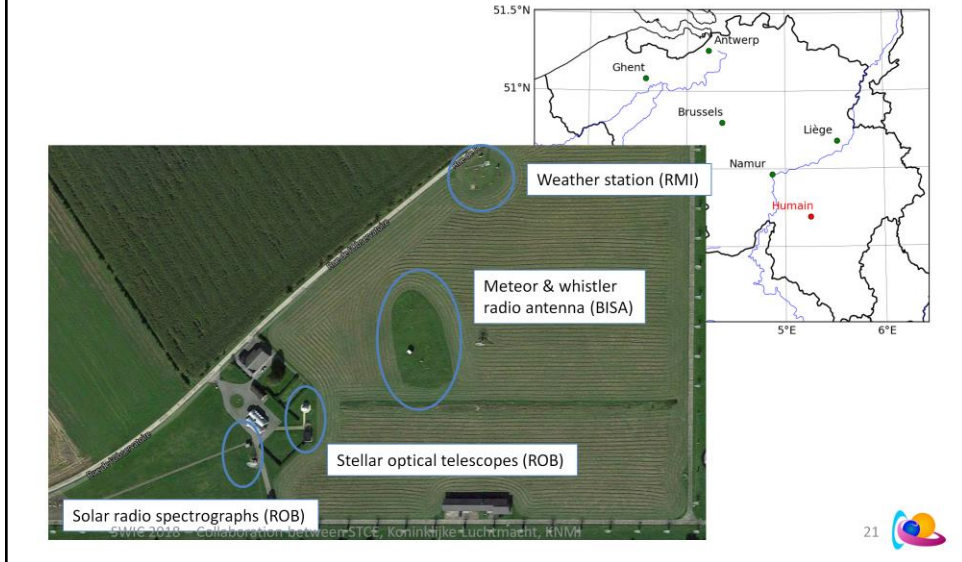 51.5°N
Antwerp
Ghent
51°N
Brussels
Liège
Namur
Humain
5°E
6°E
Weather station (RMI)
Meteor & whistler
radio antenna (BISA)
Stellar optical telescopes (ROB)
Solar radio spectrographs (ROB)
SWIC 2018 – Collaboration between STCE, Koninklijke Luchtmacht, KNMI
21